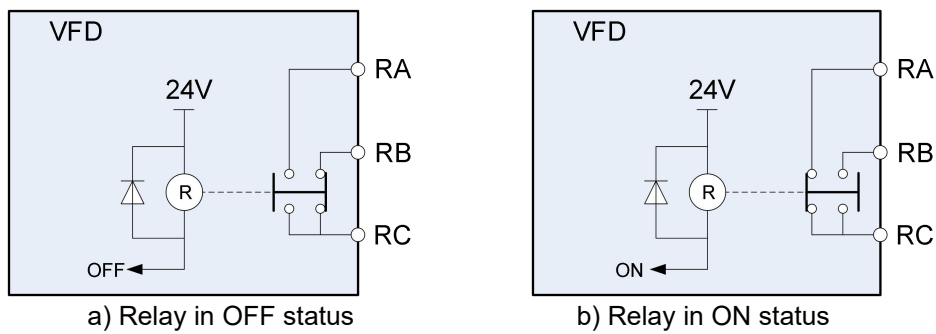 VFD
RA
24V
RB
R
RC
OFF
a) Relay in OFF status
VFD
RA
24V
RB
R
RC
ON
b) Relay in ON status